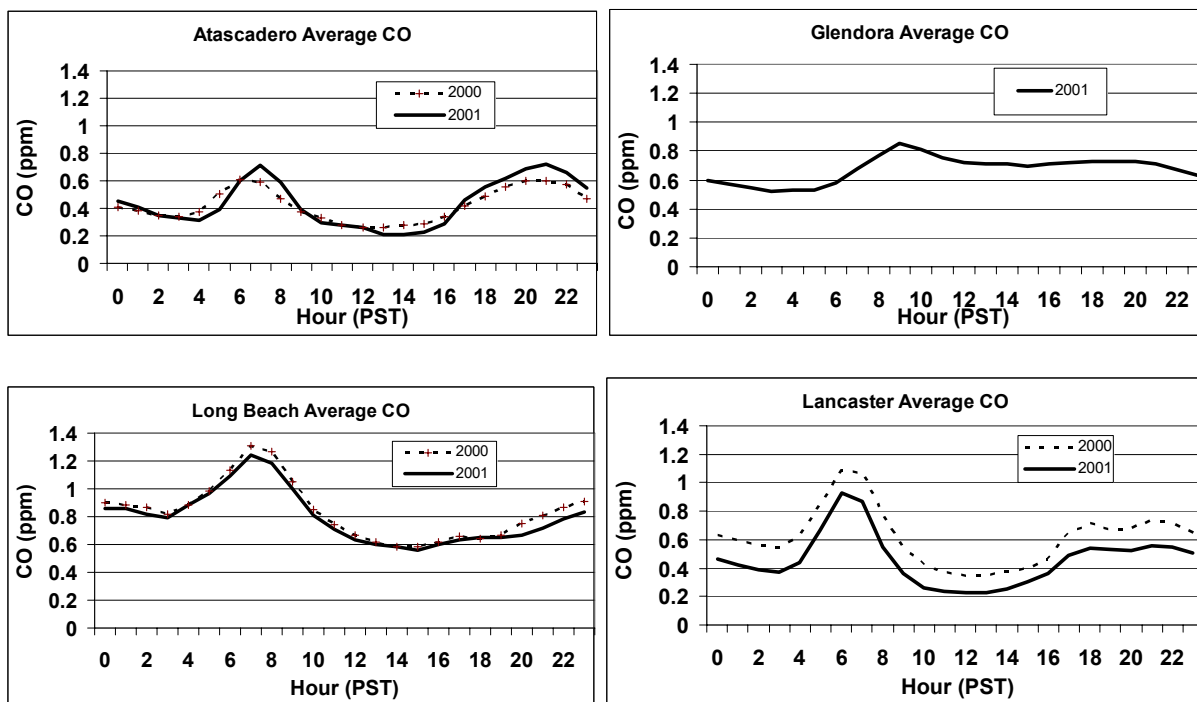 Atascadero Average CO
1.4
1.2
1
0.8
0.6
0.4
0.2
0
CO (ppm)
2000
2001
0 2 4 6 8 10 12 14 16 18 20 22
Hour (PST)
Glendora Average CO
1.4
1.2
1
0.8
0.6
0.4
0.2
0
CO (ppm)
2001
0 2 4 6 8 10 12 14 16 18 20 22
Hour (PST)
Long Beach Average CO
1.4
1.2
1
0.8
0.6
0.4
0.2
0
CO (ppm)
2000
2001
0 2 4 6 8 10 12 14 16 18 20 22
Hour (PST)
Lancaster Average CO
1.4
1.2
1
0.8
0.6
0.4
0.2
0
CO (ppm)
2000
2001
0 2 4 6 8 10 12 14 16 18 20 22
Hour (PST)